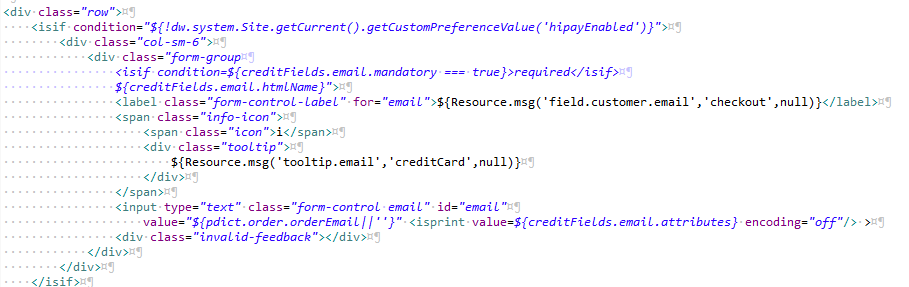 <div class="row">
<isif condition="${!dw.system.Site.getCurrent().getCustomPreferenceValue('hipayEnabled')}">
<div class="col-sm-6">
<div class="form-group
<isif condition=${creditFields.email.mandatory === true}>required</isif>
${creditFields.email.htmlName}">
<label class="form-control-label" for="email">${Resource.msg('field.customer.email','checkout',null)}</label>
<span class="info-icon">
<span class="icon">i</span>
<div class="tooltip">
${Resource.msg('tooltip.email','creditCard',null)}
</div>
</span>
<input type="text" class="form-control email" id="email"
value="${pdict.order.orderEmail||''}" <isprint value=${creditFields.email.attributes} encoding="off"/> >
<div class="invalid-feedback"></div>
</div>
</div>
</isif>